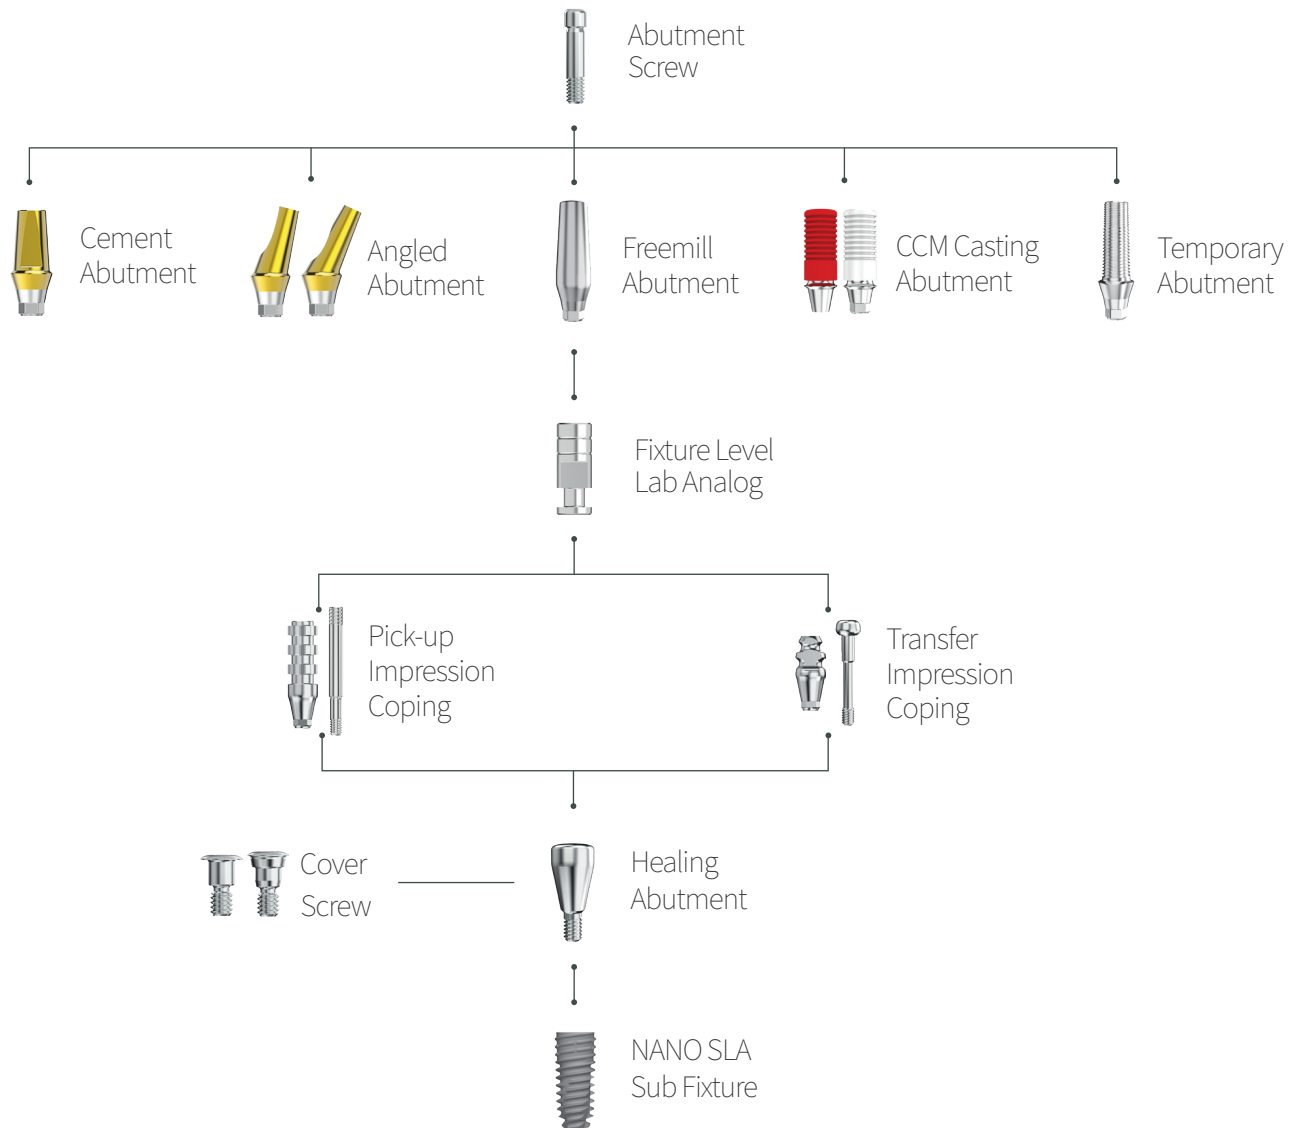 Abutment
Screw
Cement
Abutment
Angled
Abutment
Freemill
Abutment
CCM Casting
Abutment
Temporary
Abutment
Fixture Level
Lab Analog
Pick-up
Impression
Coping
Transfer
Impression
Coping
Cover
Screw
Healing
Abutment
NANO SLA
Sub Fixture